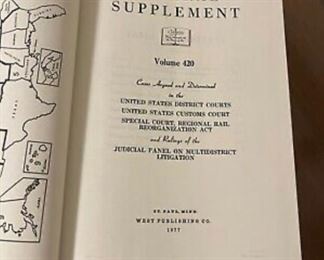 SUPPLEMENT
Volume 420
Cases Argued and Determined
in the
UNITED STATES DISTRICT COURTS
UNITED STATES CUSTOMS COURT
SPECIAL COURT, REGIONAL RAIL
REORGANIZATION ACT
and Rulings of the
JUDICIAL PANEL ON MULTIDISTRICT
LITIGATION
ST. PAUL, MINN.
WEST PUBLISHING CO.
1977